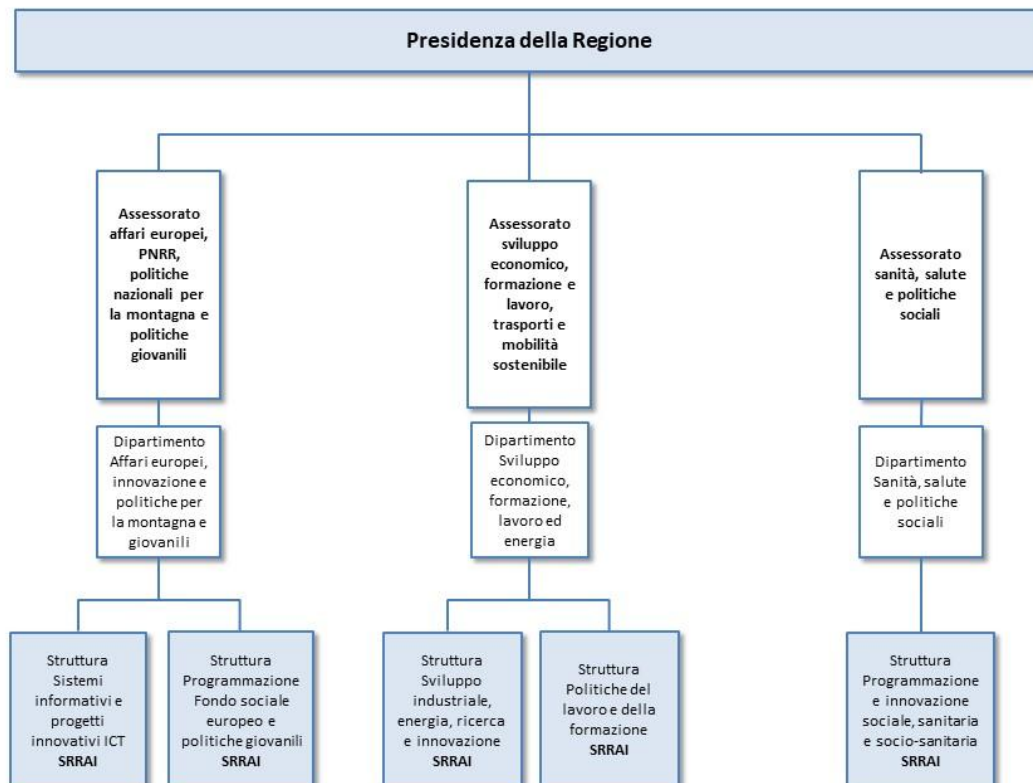 Presidenza della Regione
Assessorato
affari europei,
PNRR,
politiche
nazionali per
la montagna e
politiche
giovanili
Assessorato
sviluppo
economico,
formazione e
lavoro,
trasporti e
mobilità
sostenibile
Assessorato
sanità, salute
e politiche
sociali
Dipartimento
Affari europei,
innovazione e
politiche per
la montagna e
giovanili
Dipartimento
Sviluppo
economico,
formazione,
lavoro ed
energia
Dipartimento
Sanità, salute
e politiche
sociali
Struttura
Sistemi
informativi e
progetti
innovativi ICT
SRRAI
Struttura
Programmazione
Fondo sociale
europeo e
politiche giovanili
SRRAI
Struttura
Sviluppo
industriale,
energia, ricerca
e innovazione
SRRAI
Struttura
Politiche del
lavoro e della
formazione
SRRAI
Struttura
Programmazione
e innovazione
sociale, sanitaria
e socio-sanitaria
SRRAI